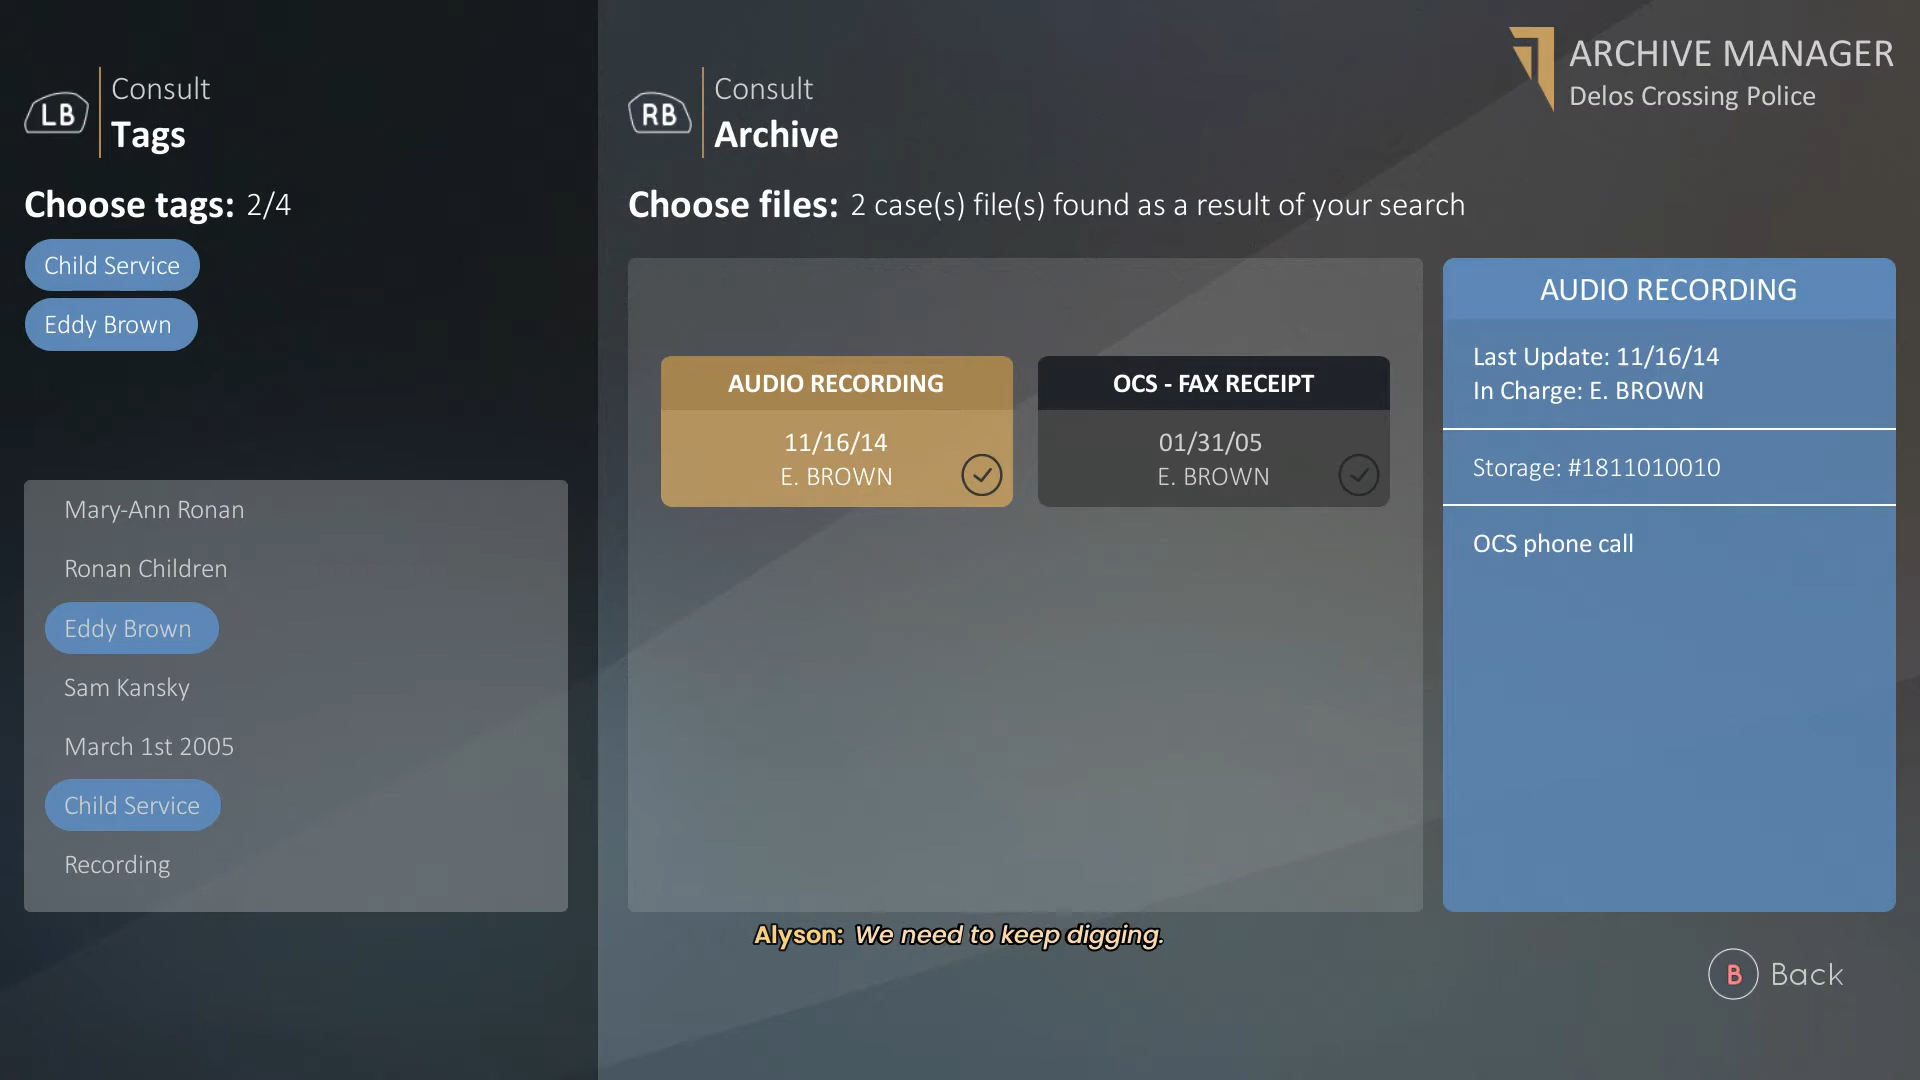 LB
Consult
Tags
Choose tags: 2/4
Child Service
Eddy Brown
Mary-Ann Ronan
Ronan Children
Eddy Brown
Sam Kansky
March 1st 2005
Child Service
Recording
RB
Consult
Archive
ARCHIVE MANAGER
Delos Crossing Police
Choose files: 2 case(s) file(s) found as a result of your search
AUDIO RECORDING
11/16/14
E. BROWN
OCS - FAX RECEIPT
01/31/05
E. BROWN
AUDIO RECORDING
Last Update: 11/16/14
In Charge: E. BROWN
Storage: #1811010010
OCS phone call
Alyson: We need to keep digging.
B Back